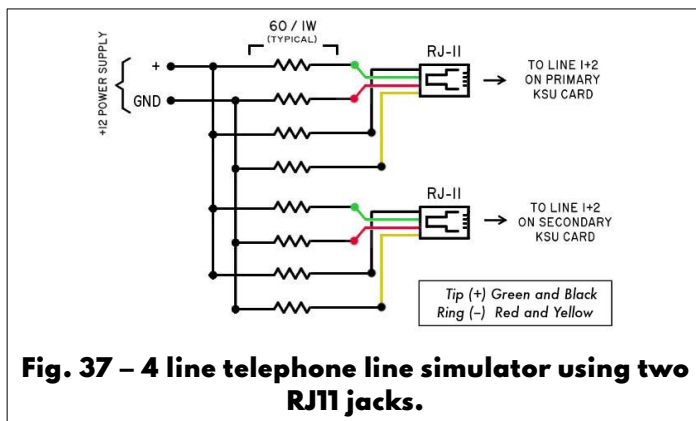 60 / 1W
(TYPICAL)
+12 POWER SUPPLY
+
GND
RJ-11
TO LINE 1+2
ON PRIMARY
KSU CARD
RJ-11
TO LINE 1+2
ON SECONDARY
KSU CARD
Tip (+) Green and Black
Ring (–) Red and Yellow
Fig. 37 – 4 line telephone line simulator using two
RJ11 jacks.